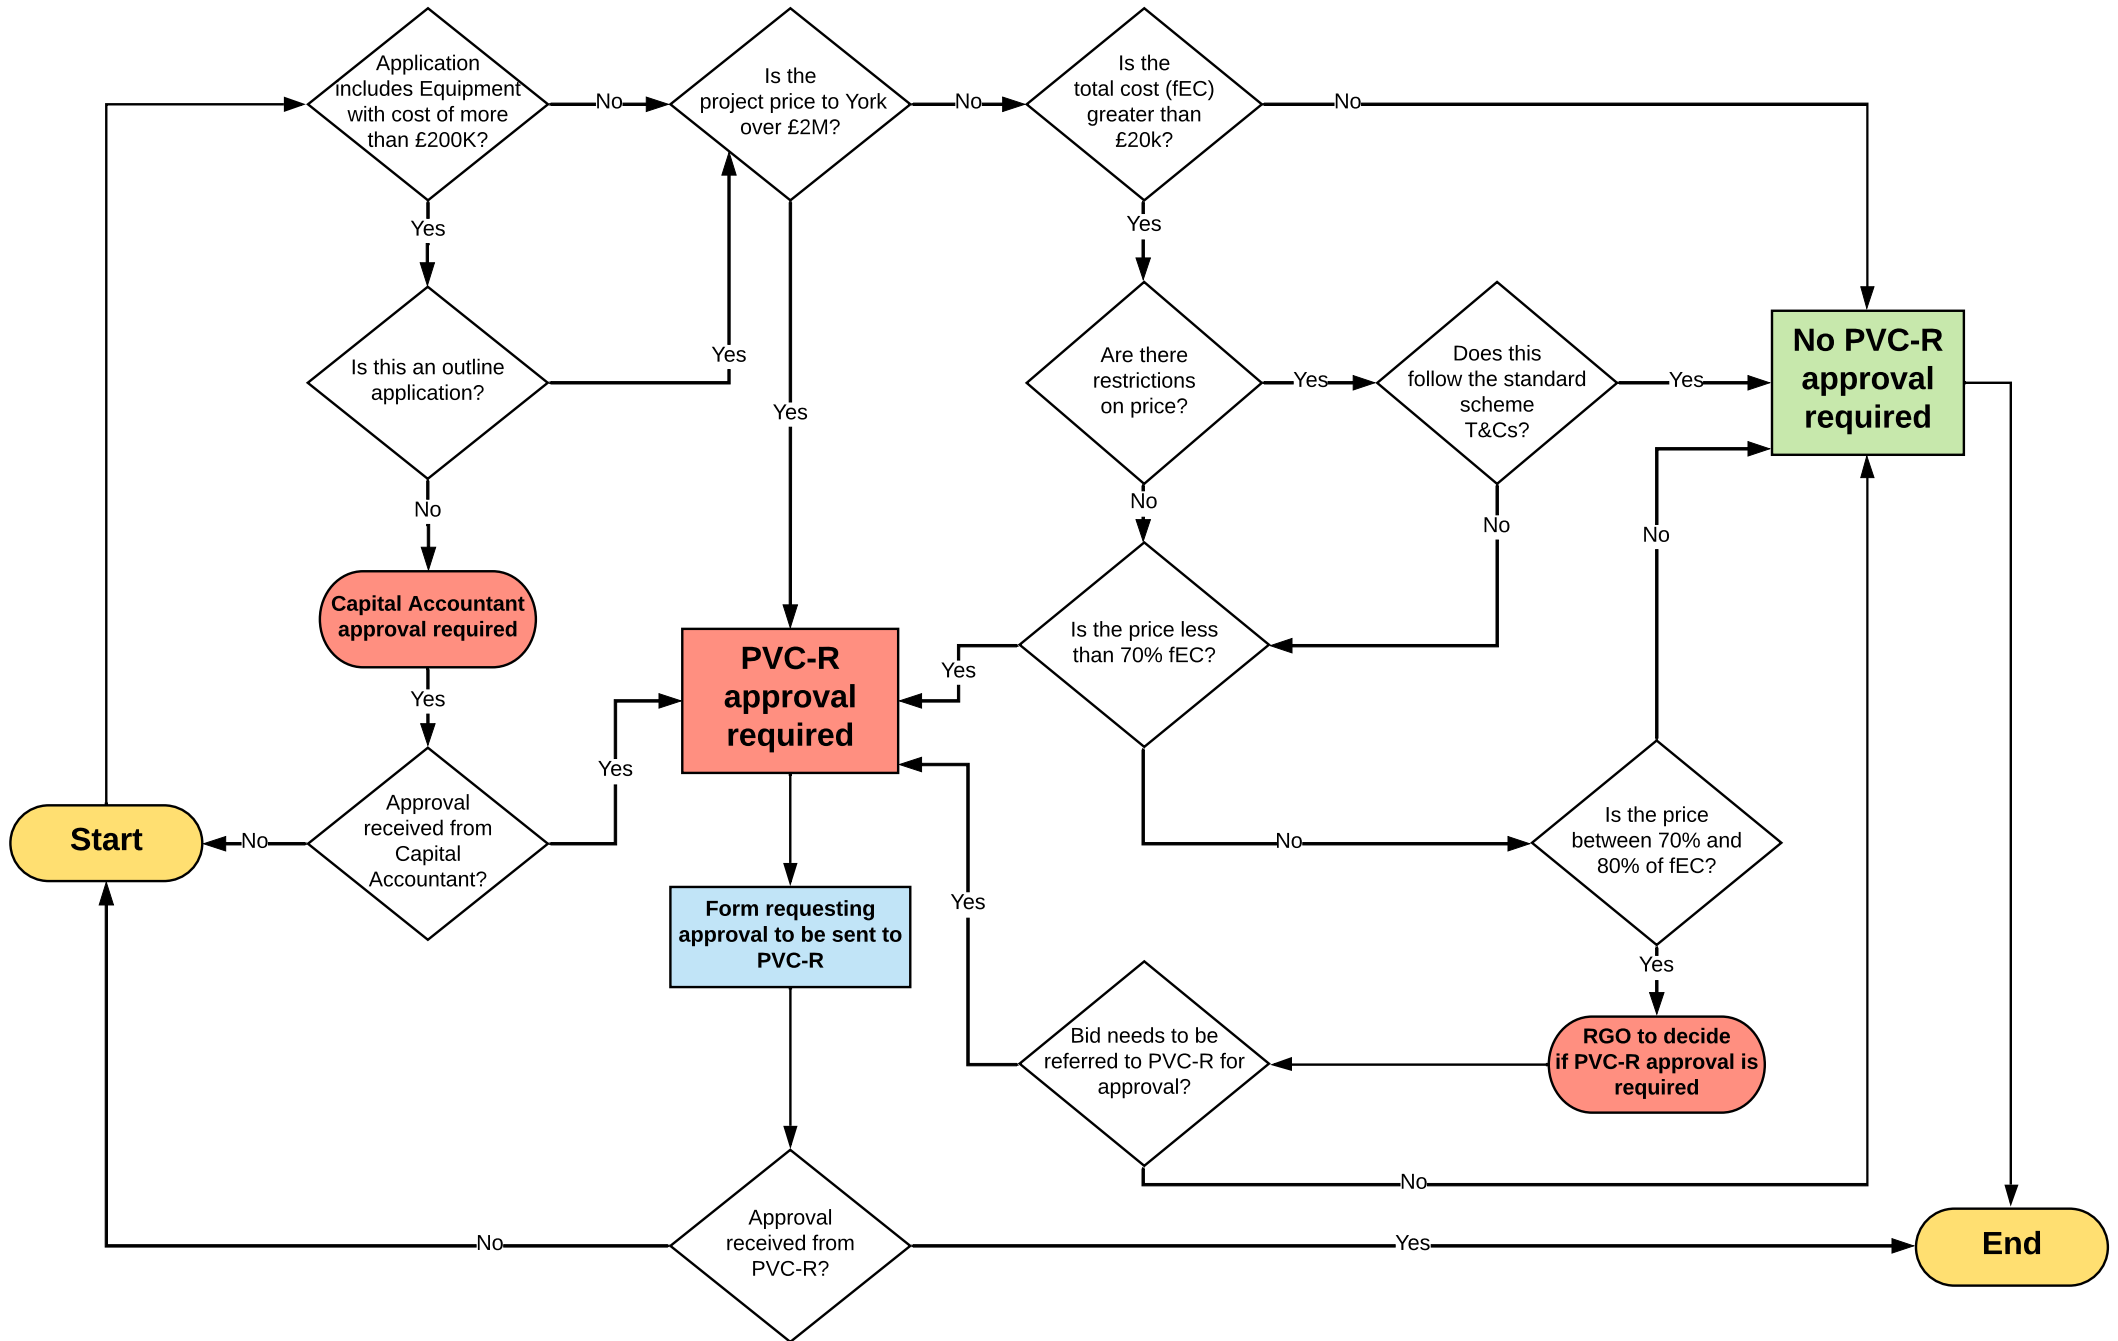 Application
includes Equipment
with cost of more
than £200K?
No
Is the
project price to York
over £2M?
No
Is the
total cost (fEC)
greater than
£20k?
No
Yes
Yes
Is this an outline
application?
Yes
Yes
Are there
restrictions
on price?
Yes
Does this
follow the standard
scheme
T&Cs?
Yes
No PVC-R
approval
required
No
No
No
No
Capital Accountant
approval required
Yes
PVC-R
approval
required
Yes
Is the price less
than 70% fEC?
Yes
Start
No
Approval
received from
Capital
Accountant?
No
Is the price
between 70% and
80% of fEC?
Form requesting
approval to be sent to
PVC-R
Yes
Yes
Bid needs to be
referred to PVC-R for
approval?
RGO to decide
if PVC-R approval is
required
No
No
Approval
received from
PVC-R?
Yes
End